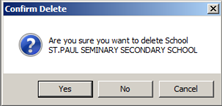 Confirm Delete
Are you sure you want to delete School
ST.PAUL SEMINARY SECONDARY SCHOOL
Yes
No
Cancel